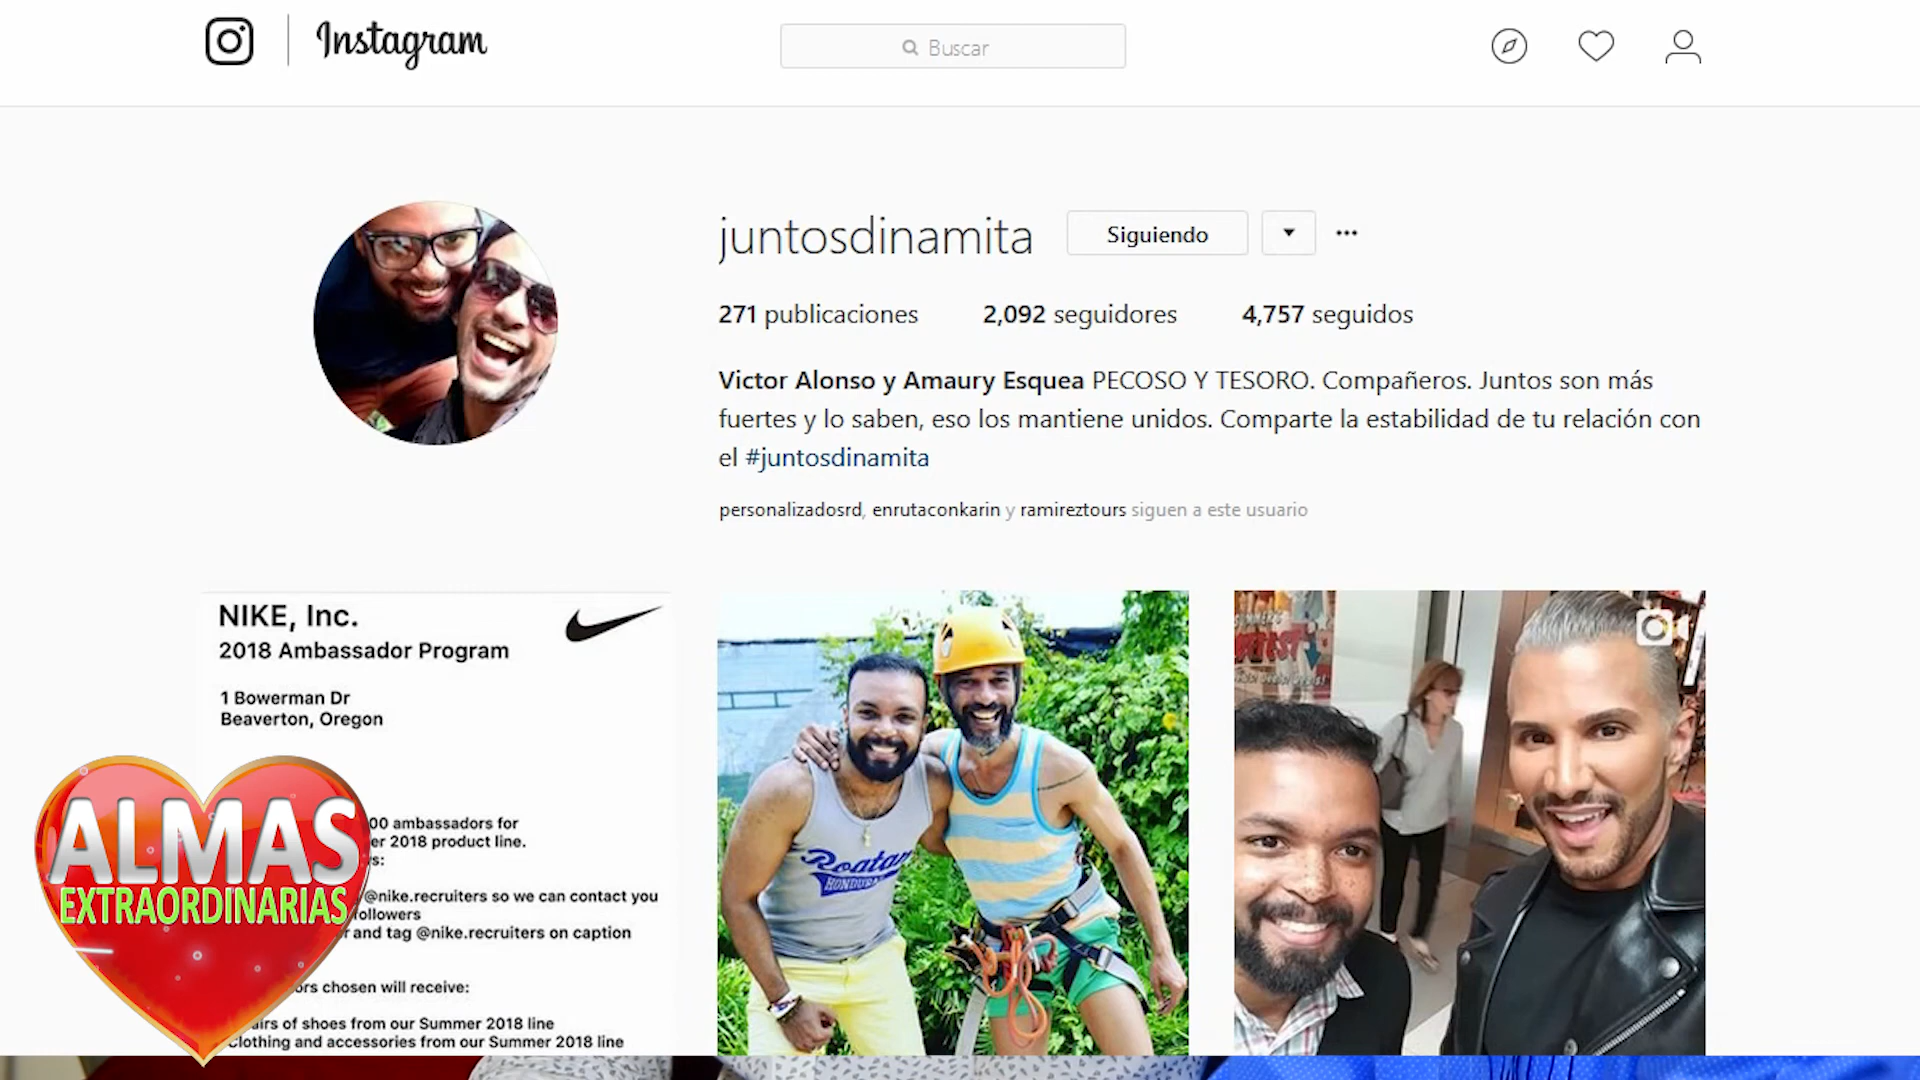 Instagram
Buscar
juntosdinamita
Siguiendo
271 publicaciones
2,092 seguidores
4,757 seguidos
Victor Alonso y Amaury Esquea PECOSO Y TESORO. Compañeros. Juntos son más
fuertes y lo saben, eso los mantiene unidos. Comparte la estabilidad de tu relación con
el #juntosdinamita
personalizadosrd, enrutaconkarin y ramireztours siguen a este usuario
NIKE, Inc.
2018 Ambassador Program
1 Bowerman Dr
Beaverton, Oregon
00 ambassadors for
2018 product line.
@nike.recruiters so we can contact you
followers
and tag @nike.recruiters on caption
chosen will receive:
of shoes from our Summer 2018 line
Clothing and accessories from our Summer 2018 line
ALMAS
EXTRAORDINARIAS
Roatan
HONDURAS